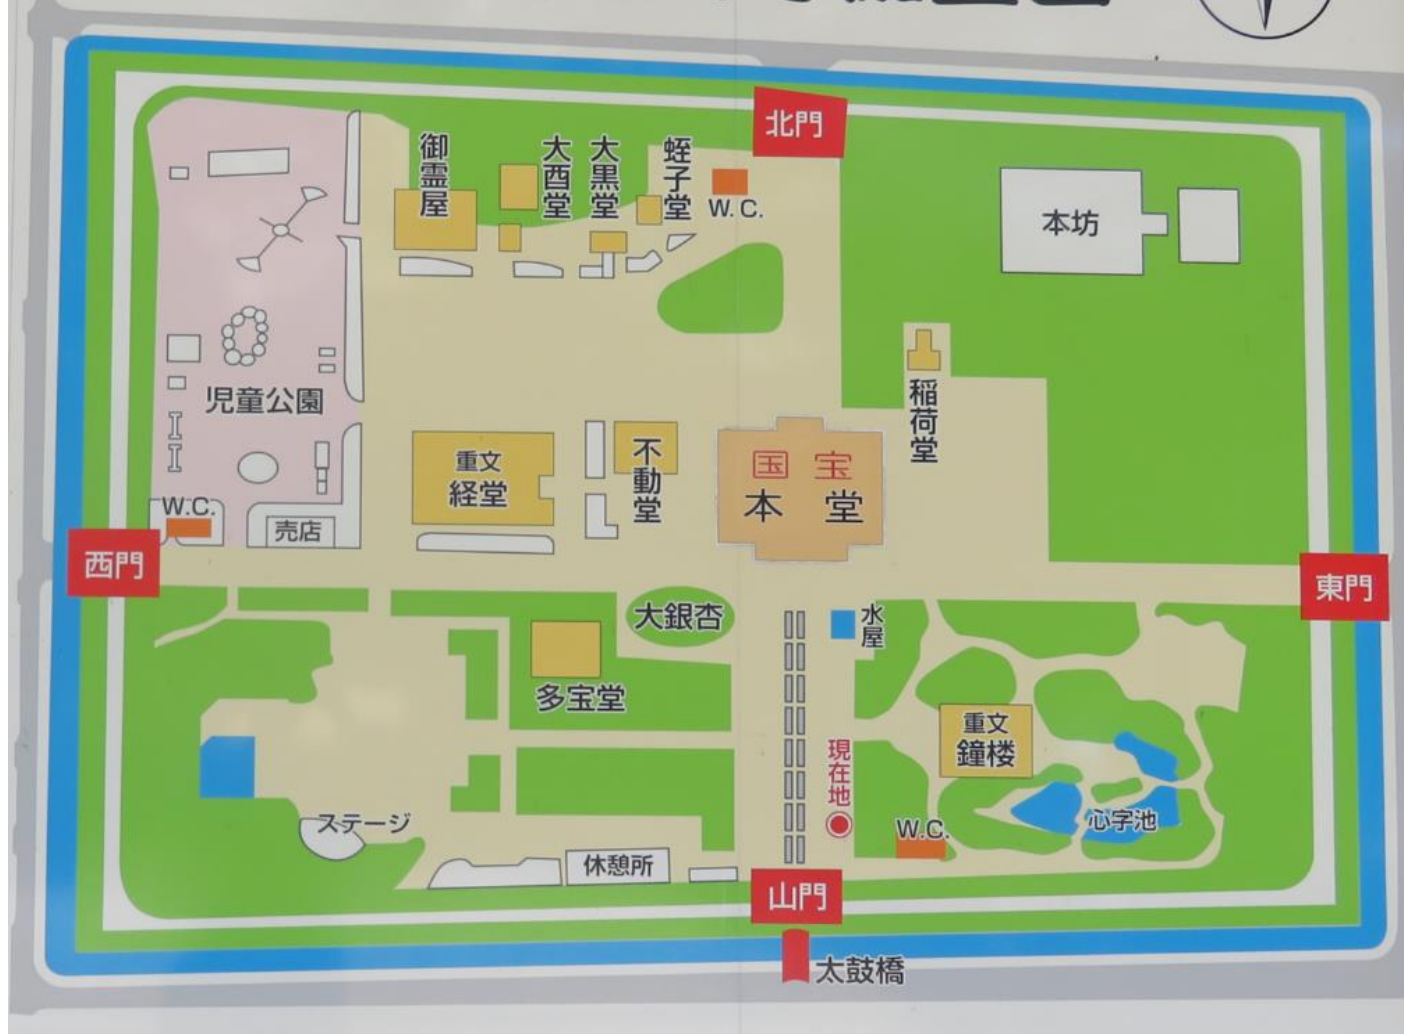 北門
御霊屋
大酉堂
大黒堂
蛭子堂
W.C.
本坊
児童公園
稲荷堂
重文
経堂
不動堂
国宝
本堂
W.C.
売店
西門
東門
大銀杏
水屋
多宝堂
重文
鐘楼
現在地
ステージ
W.C.
心字池
休憩所
山門
太鼓橋